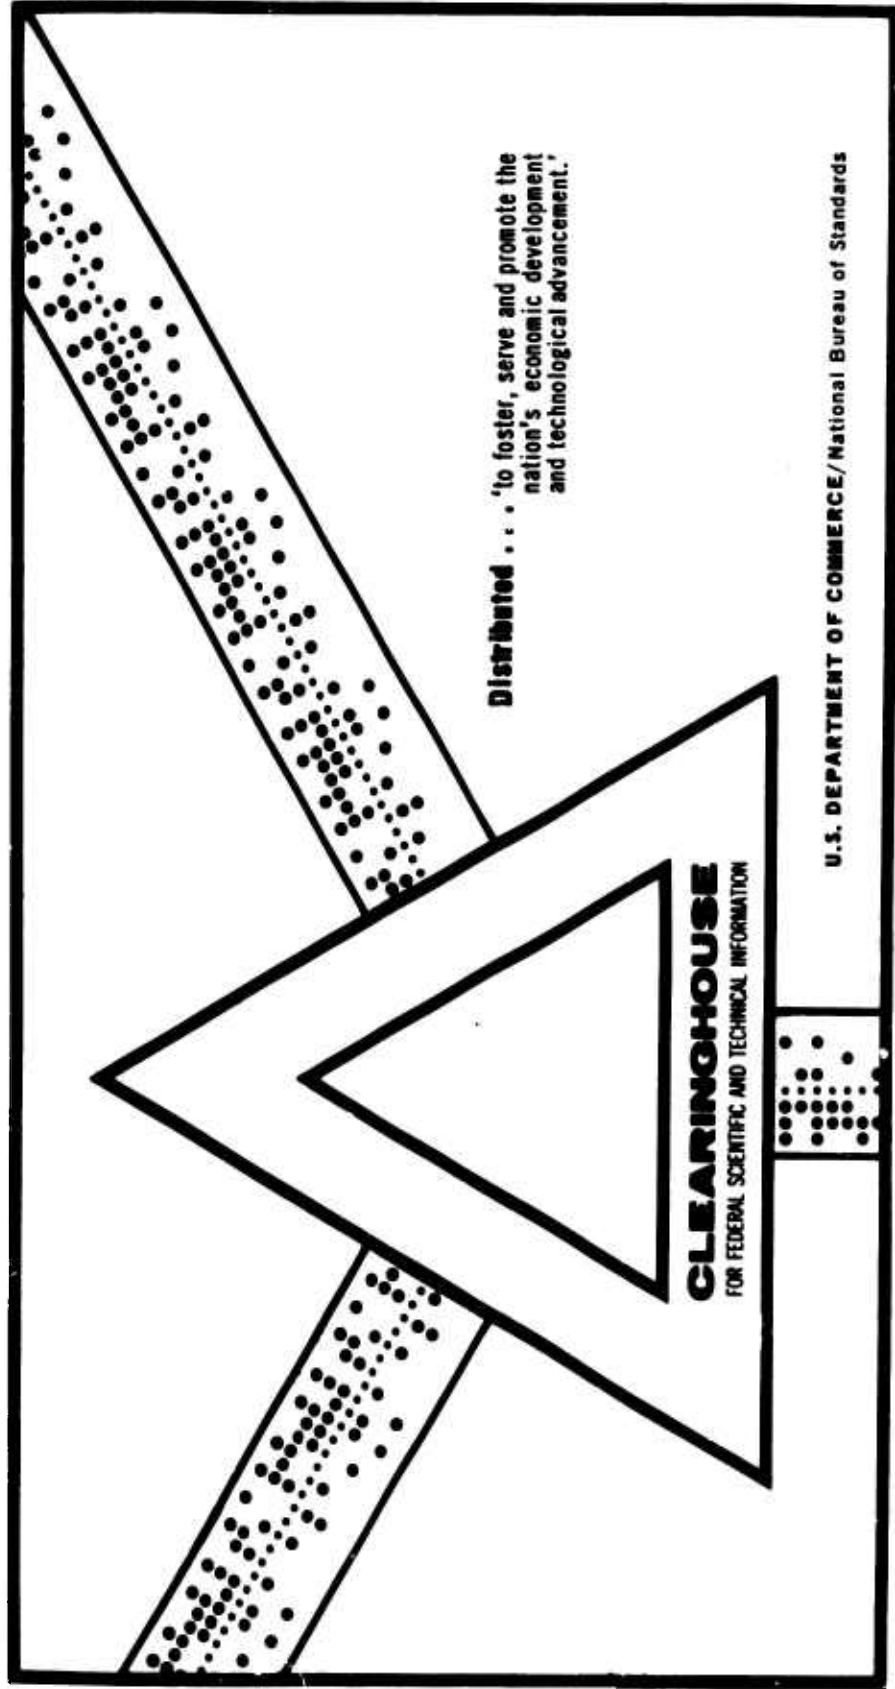 Distributed . . . 'to foster, serve and promote the
nation's economic development
and technological advancement.'
CLEARINGHOUSE
FOR FEDERAL SCIENTIFIC AND TECHNICAL INFORMATION
U.S. DEPARTMENT OF COMMERCE/National Bureau of Standards